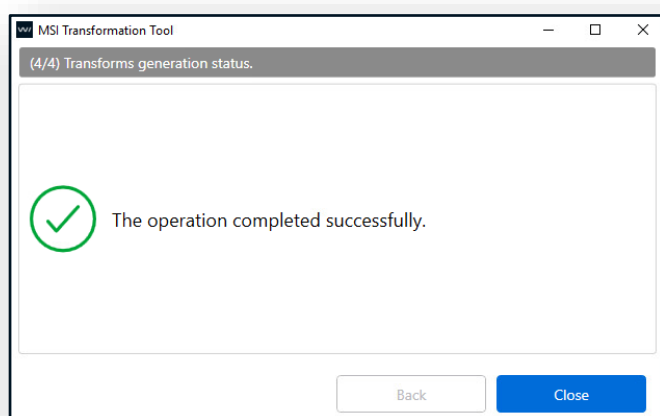 MSI Transformation Tool
(4/4) Transforms generation status.
The operation completed successfully.
Back
Close